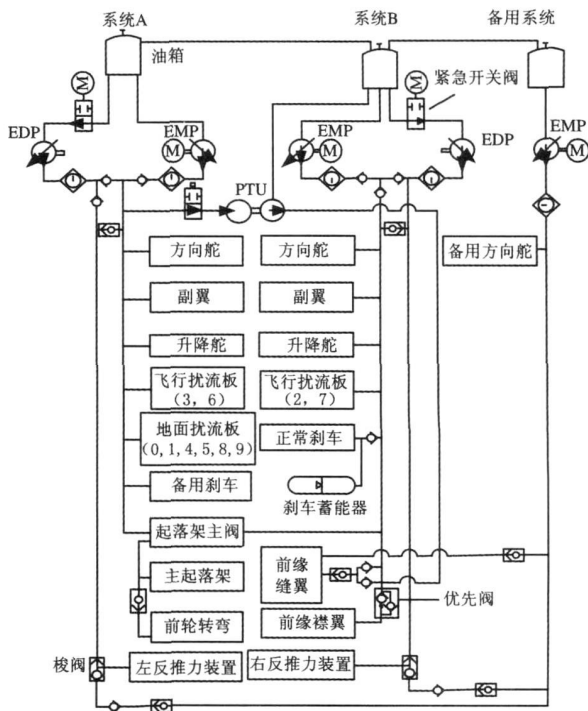 系统A
系统B
备用系统
油箱
M
M
紧急开关阀
EDP
EMP
EMP
EDP
EMP
M
M
M
PTU
方向舵
方向舵
备用方向舵
副翼
副翼
升降舵
升降舵
飞行扰流板
(3, 6)
飞行扰流板
(2, 7)
地面扰流板
(0,1,4,5,8,9)
正常刹车
备用刹车
刹车蓄能器
起落架主阀
前缘
缝翼
主起落架
优先阀
前轮转弯
前缘襟翼
梭阀
左反推力装置
右反推力装置